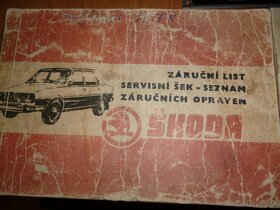 ZÁRUČNÍ LIST
SERVISNÍ ŠEK - SEZNAM
ZÁRUČNÍCH OPRAVEN
ŠKODA